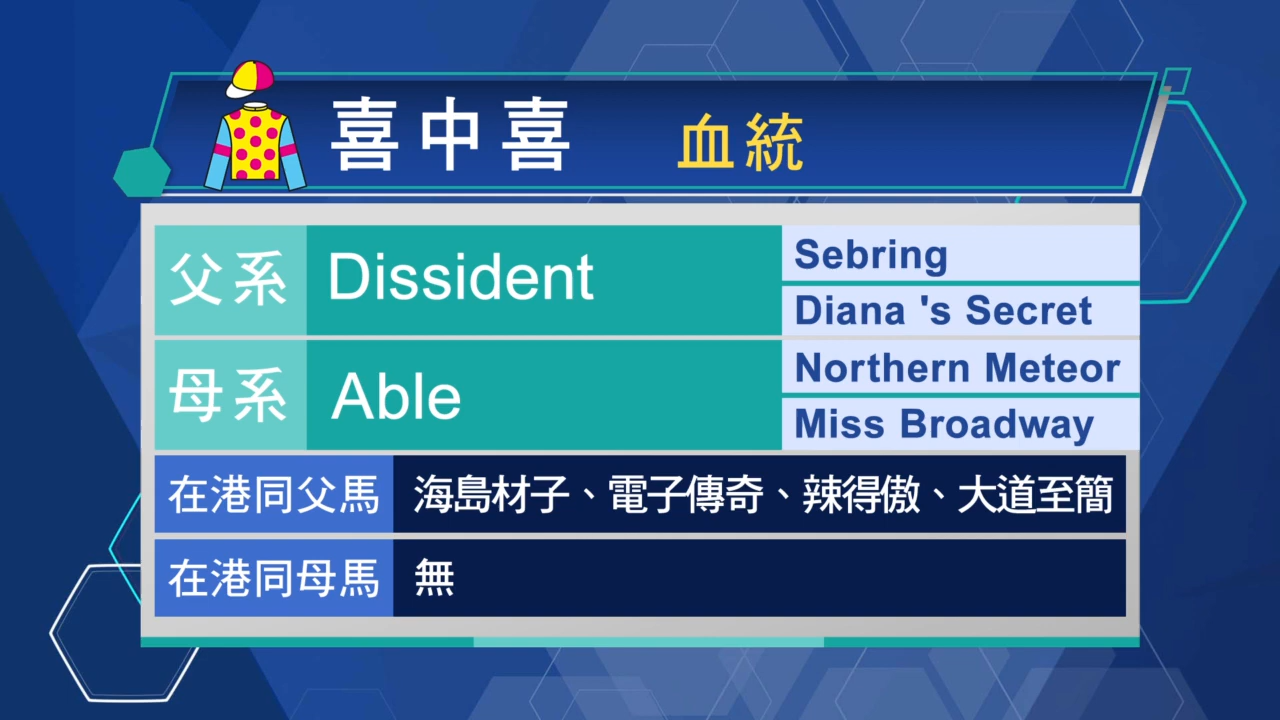 喜中喜 血統
父系 Dissident
Sebring
Diana 's Secret
母系 Able
Northern Meteor
Miss Broadway
在港同父馬 海島材子、電子傳奇、辣得傲、大道至簡
在港同母馬 無